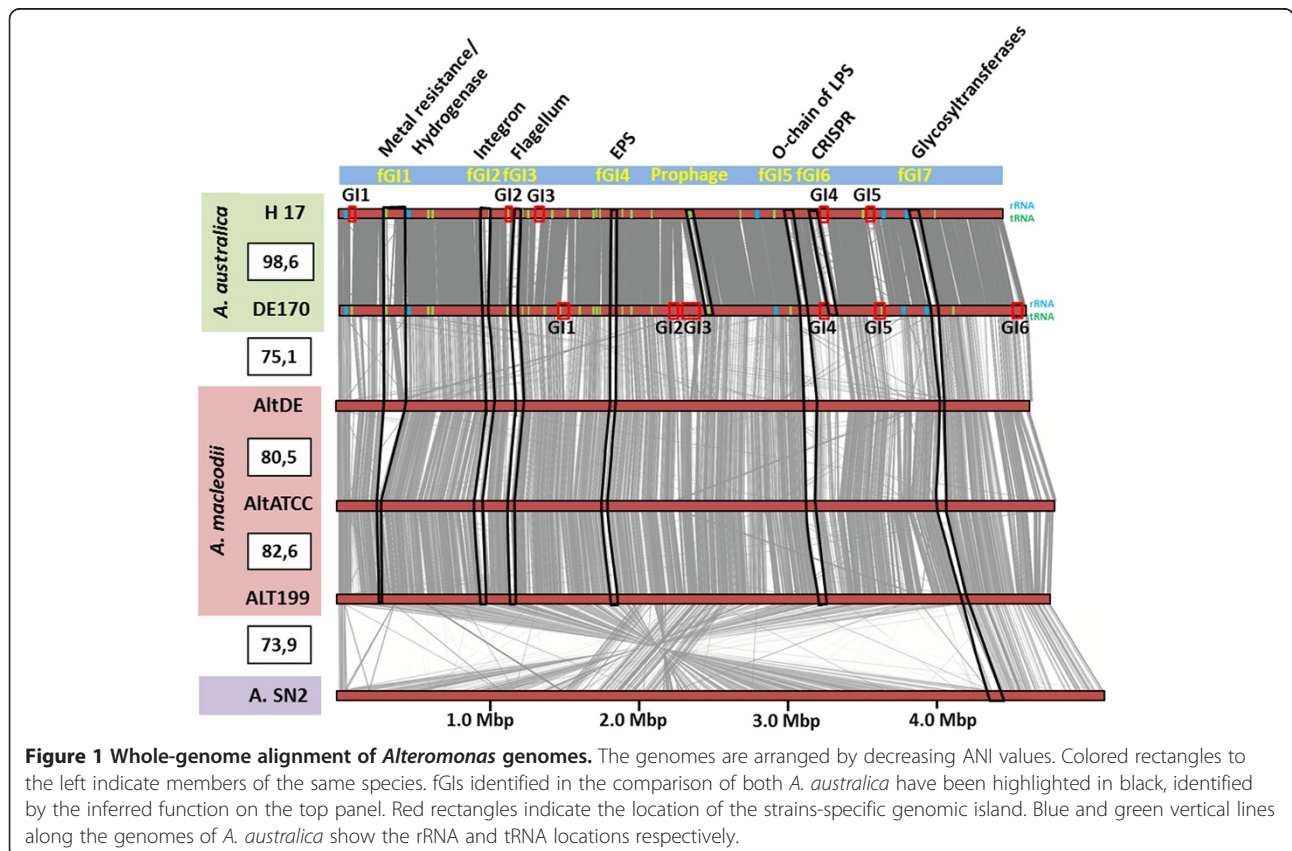 Metal resistance/
Hydrogenase
Integron
Flagellum
EPS
O-chain of LPS
CRISPR
Glycosyltransferases
fGI1 fGI2 fGI3 fGI4 Prophage fGI5 fGI6 fGI7
GI1 GI2 GI3 GI4 GI5
A. australica
H 17
rRNA
tRNA
98,6
DE170
rRNA
tRNA
GI1 GI2 GI3 GI4 GI5 GI6
75,1
A. macleodii
AltDE
80,5
AltATCC
82,6
ALT199
73,9
A. SN2
1.0 Mbp 2.0 Mbp 3.0 Mbp 4.0 Mbp
Figure 1 Whole-genome alignment of Alteromonas genomes. The genomes are arranged by decreasing ANI values. Colored rectangles to
the left indicate members of the same species. fGIs identified in the comparison of both A. australica have been highlighted in black, identified
by the inferred function on the top panel. Red rectangles indicate the location of the strains-specific genomic island. Blue and green vertical lines
along the genomes of A. australica show the rRNA and tRNA locations respectively.